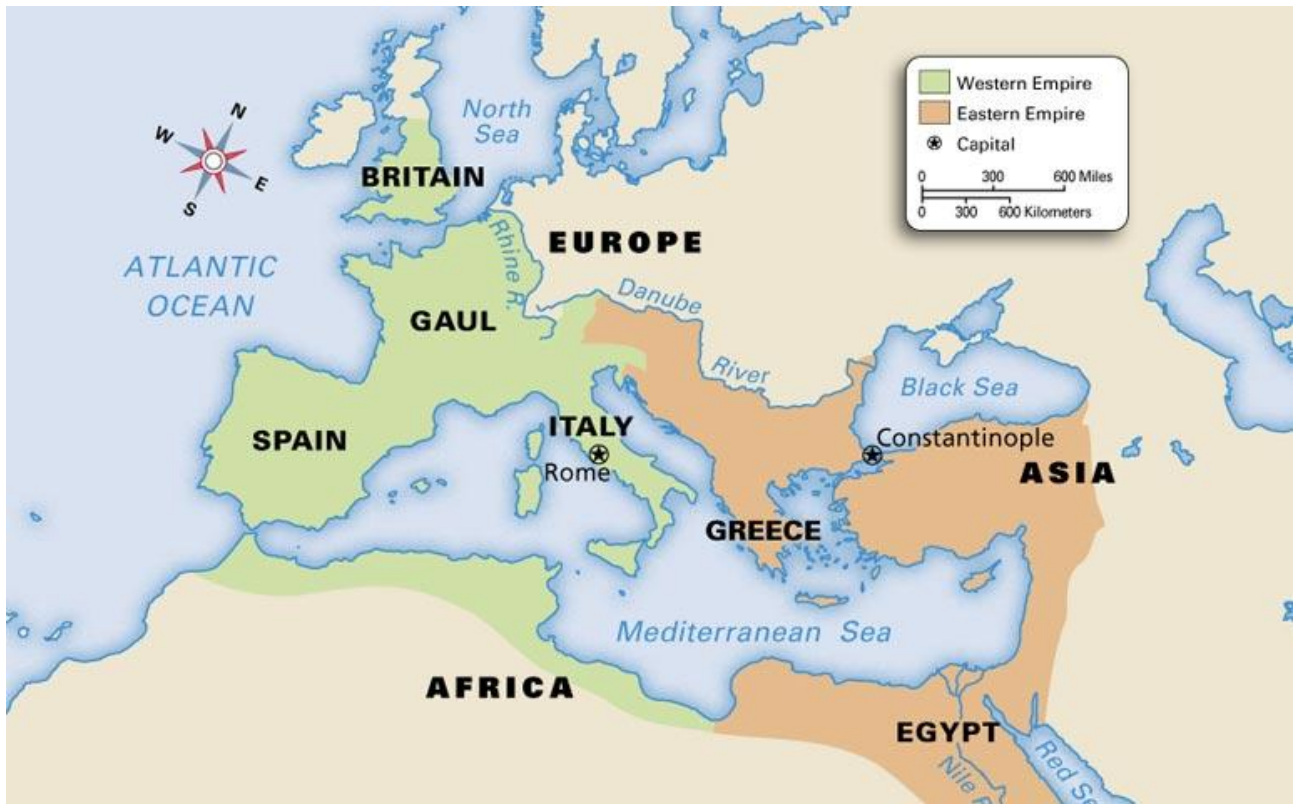 Western Empire
Eastern Empire
Capital
0 300 600 Miles
0 300 600 Kilometers
N
W
E
S
North
Sea
BRITAIN
ATLANTIC
OCEAN
Rhine R.
EUROPE
Danube
River
GAUL
Black Sea
SPAIN
ITALY
Rome
Constantinople
ASIA
GREECE
Mediterranean Sea
AFRICA
EGYPT
Nile R
Red Se